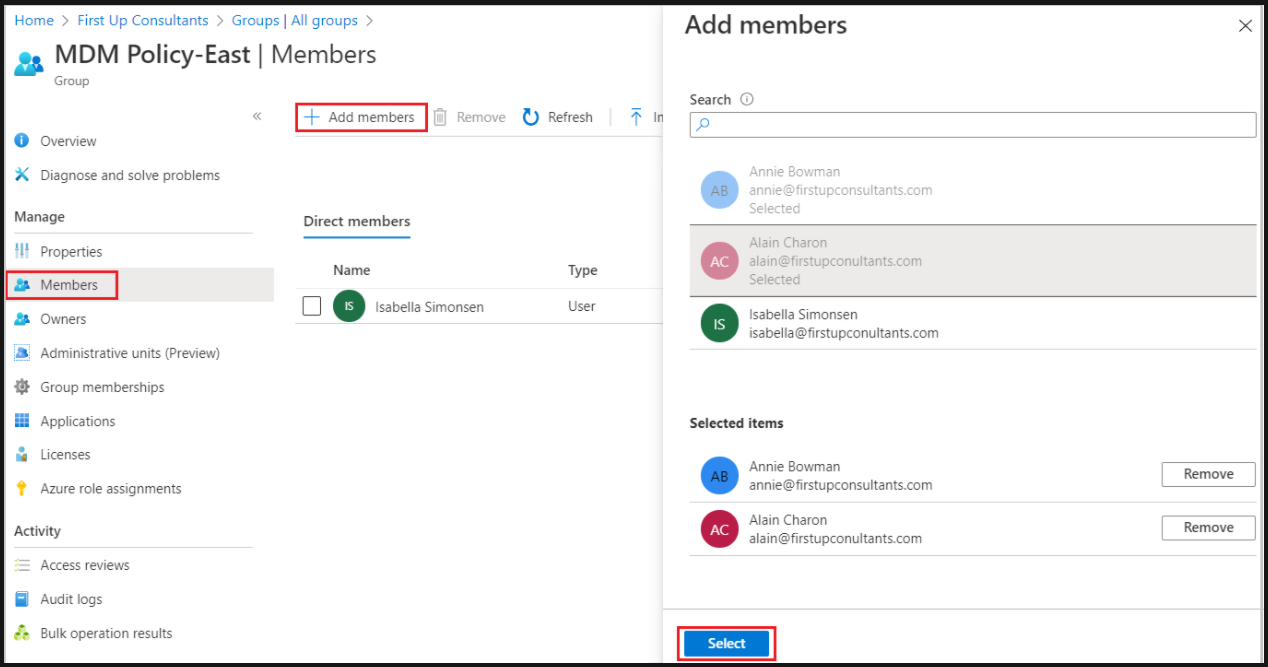 Home > First Up Consultants > Groups | All groups >
MDM Policy-East | Members
Group
«
Overview
Diagnose and solve problems
Manage
Properties
Members
Owners
Administrative units (Preview)
Group memberships
Applications
Licenses
Azure role assignments
Activity
Access reviews
Audit logs
Bulk operation results
Add members
Remove
Refresh
Direct members
Name Type
IS Isabella Simonsen User
Add members
Search
AB
Annie Bowman
annie@firstupconsultants.com
Selected
AC
Alain Charon
alain@firstupconultants.com
Selected
IS
Isabella Simonsen
isabella@firstupconultants.com
Selected items
AB
Annie Bowman
annie@firstupconsultants.com
Remove
AC
Alain Charon
alain@firstupconultants.com
Remove
Select